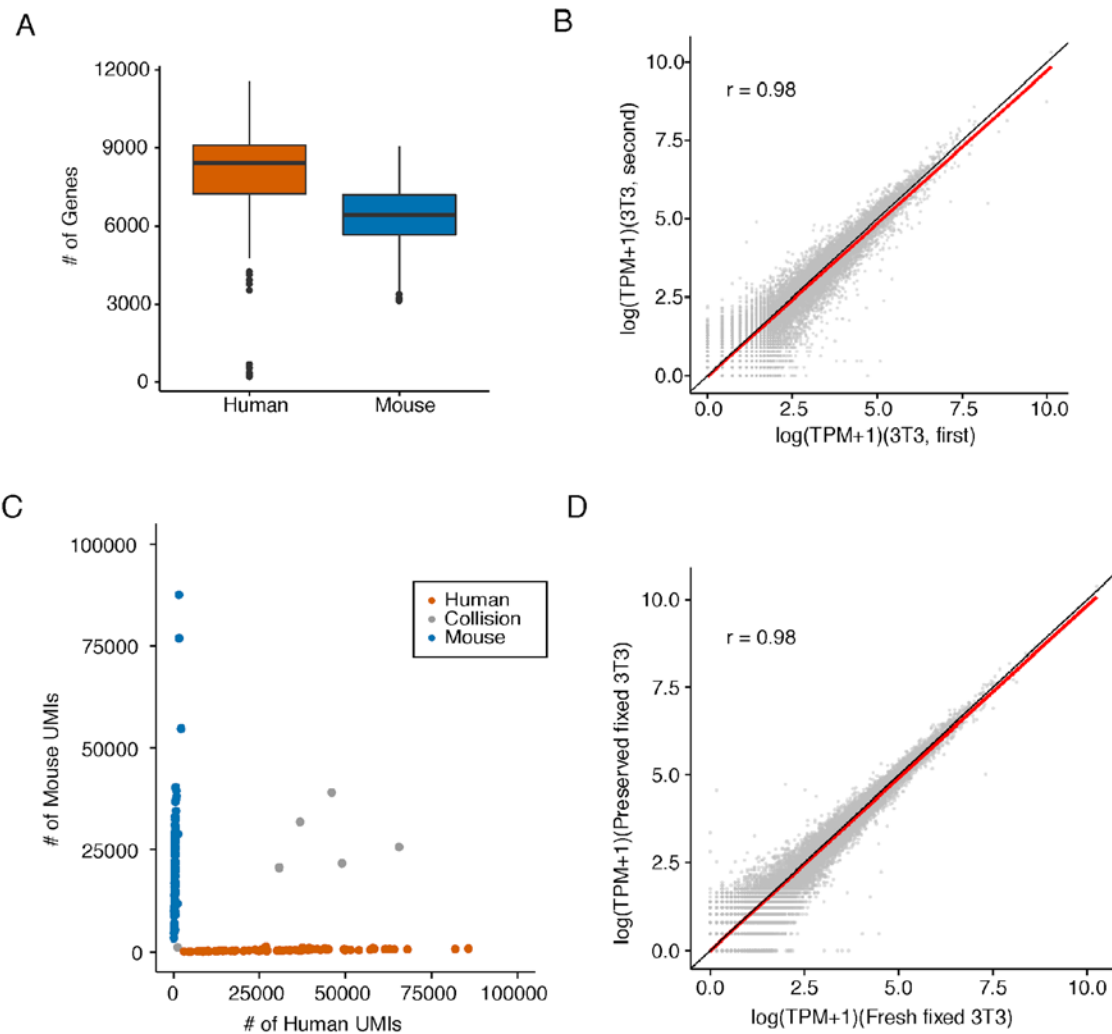 A
12000
9000
6000
3000
0
# of Genes
Human
Mouse
B
r = 0.98
10.0
7.5
5.0
2.5
0.0
log(TPM+1)(3T3, second)
0.0
2.5
5.0
7.5
10.0
log(TPM+1)(3T3, first)
C
100000
75000
50000
25000
0
# of Mouse UMIs
Human
Collision
Mouse
0
25000
50000
75000
100000
# of Human UMIs
D
r = 0.98
10.0
7.5
5.0
2.5
0.0
log(TPM+1)(Preserved fixed 3T3)
0.0
2.5
5.0
7.5
10.0
log(TPM+1)(Fresh fixed 3T3)